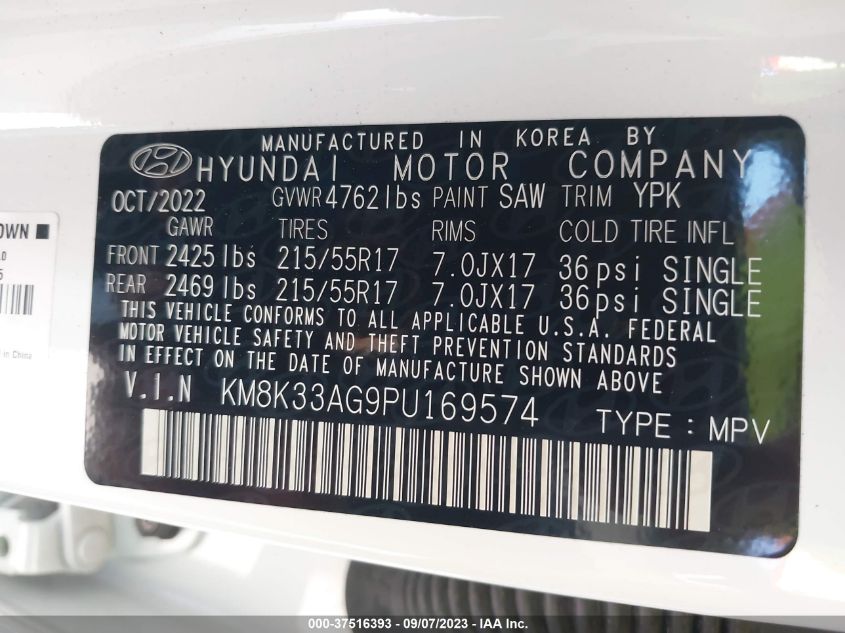 MANUFACTURED IN KOREA BY
HYUNDAI MOTOR COMPANY
OCT/2022 GVWR 4762 lbs PAINT SAW TRIM YPK
GAWR TIRES RIMS COLD TIRE INFL
FRONT 2425 lbs 215/55R17 7.0JX17 36 psi SINGLE
REAR 2469 lbs 215/55R17 7.0JX17 36 psi SINGLE
THIS VEHICLE CONFORMS TO ALL APPLICABLE U.S.A. FEDERAL
MOTOR VEHICLE SAFETY AND THEFT PREVENTION STANDARDS
IN EFFECT ON THE DATE OF MANUFACTURE SHOWN ABOVE
V.I.N KM8K33AG9PU169574 TYPE : MPV
in China
000-37516393 - 09/07/2023 - IAA Inc.